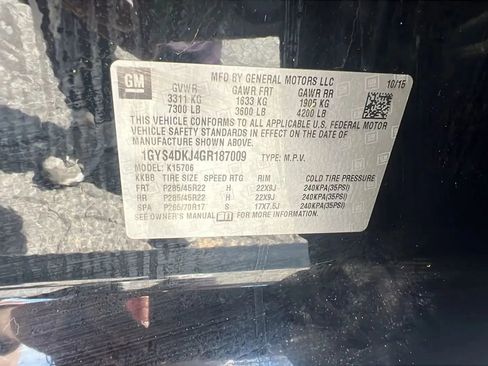 GM
MFD BY GENERAL MOTORS LLC
10/15
GVWR GAWR FRT GAWR RR
3311 KG 1633 KG 1905 KG
7300 LB 3600 LB 4200 LB
THIS VEHICLE CONFORMS TO ALL APPLICABLE U.S. FEDERAL MOTOR
VEHICLE SAFETY AND THEFT PREVENTION STANDARDS IN EFFECT ON THE DATE OF
MANUFACTURE SHOWN ABOVE.
1GYS4DKJ4GR187009 TYPE: M.P.V.
MODEL: K15706
KKBB TIRE SIZE SPEED RTG RIM COLD TIRE PRESSURE
FRT P285/45R22 H 22X9J 240KPA(35PSI)
RR P285/45R22 H 22X9J 240KPA(35PSI)
SPA P265/70R17 S 17X7.5J 240KPA(35PSI)
SEE OWNER'S MANUAL FOR MORE INFORMATION.